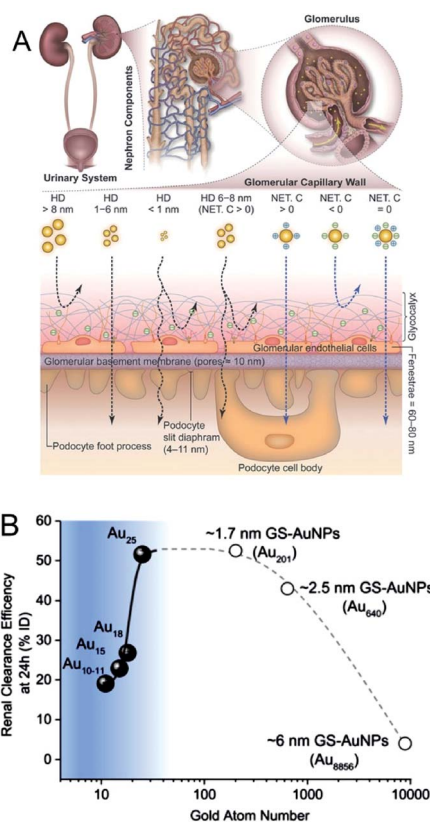 A
Glomerulus
Nephron Components
Urinary System
Glomerular Capillary Wall
HD
> 8 nm
HD
1–6 nm
HD
< 1 nm
HD 6–8 nm
(NET. C > 0)
NET. C
> 0
NET. C
< 0
NET. C
= 0
Glycocalyx
Glomerular endothelial cells
Glomerular basement membrane (pores = 10 nm)
Fenestrae = 60–80 nm
Podocyte foot process
Podocyte
slit diaphram
(4–11 nm)
Podocyte cell body
B
Renal Clearance Efficency
at 24h (% ID)
60
50
40
30
20
10
0
Au25
Au18
Au15
Au10-11
~1.7 nm GS-AuNPs
(Au201)
~2.5 nm GS-AuNPs
(Au640)
~6 nm GS-AuNPs
(Au8856)
10
100
1000
10000
Gold Atom Number